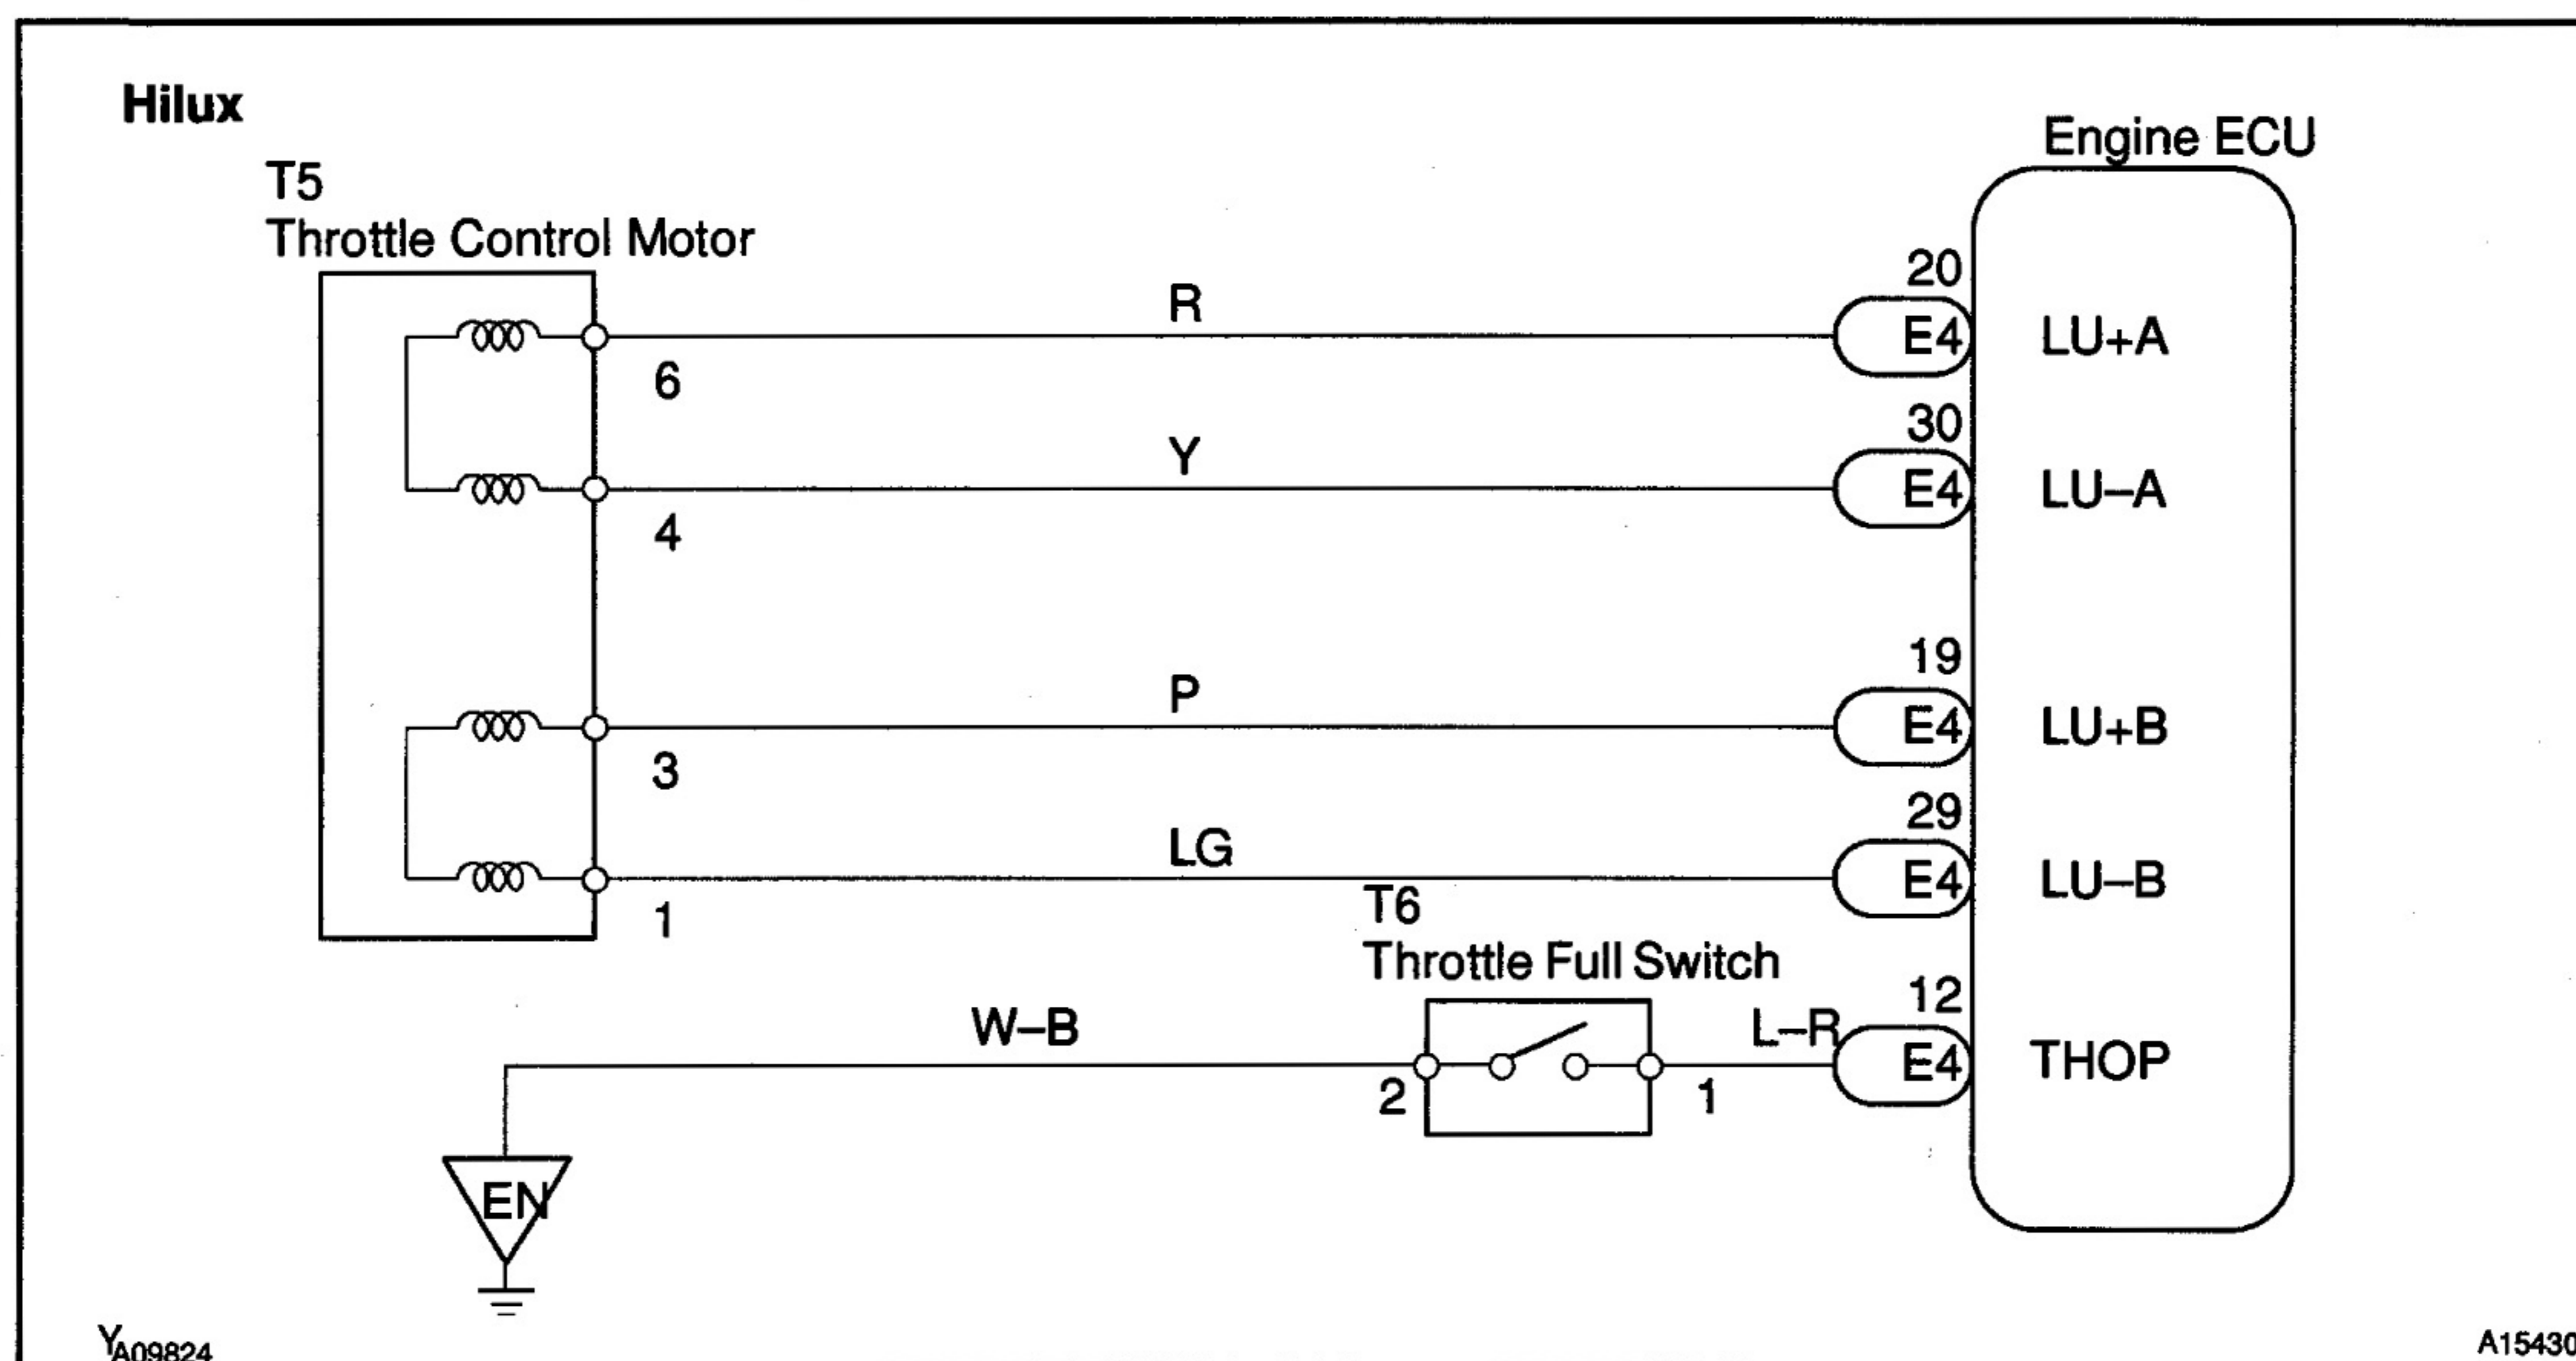 Hilux
Engine ECU
T5
Throttle Control Motor
20
R
E4
LU+A
6
30
Y
E4
LU–A
4
19
P
E4
LU+B
3
29
LG
E4
LU–B
1
T6
Throttle Full Switch
12
W–B
L–R
E4
THOP
2
1
EN
YA09824
A15430